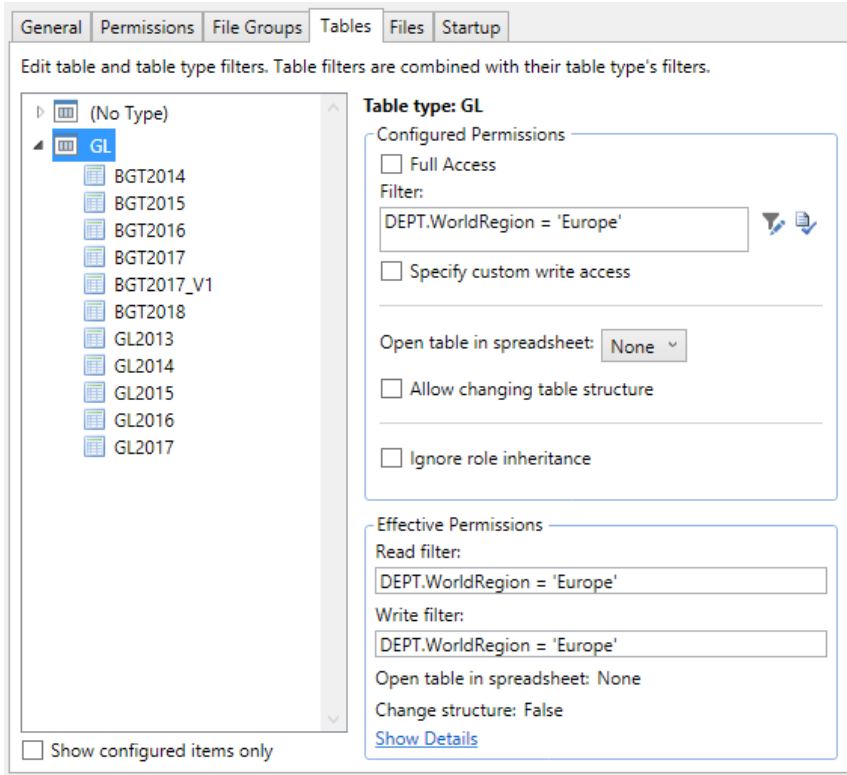 General Permissions File Groups Tables Files Startup
Edit table and table type filters. Table filters are combined with their table type's filters.
(No Type)
GL
BGT2014
BGT2015
BGT2016
BGT2017
BGT2017_V1
BGT2018
GL2013
GL2014
GL2015
GL2016
GL2017
Show configured items only
Table type: GL
Configured Permissions
Full Access
Filter:
DEPT.WorldRegion = 'Europe'
Specify custom write access
Open table in spreadsheet: None
Allow changing table structure
Ignore role inheritance
Effective Permissions
Read filter:
DEPT.WorldRegion = 'Europe'
Write filter:
DEPT.WorldRegion = 'Europe'
Open table in spreadsheet: None
Change structure: False
Show Details